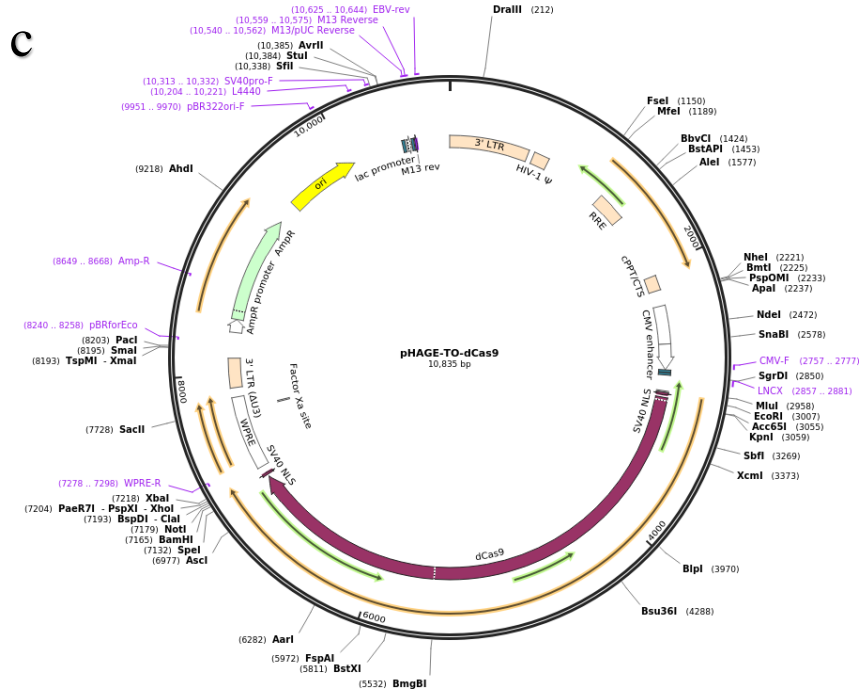 C
(10,625 .. 10,644) EBV-rev
(10,559 .. 10,575) M13 Reverse
(10,540 .. 10,562) M13/pUC Reverse
(10,385) AvrII
(10,384) StuI
(10,338) SfiI
(10,313 .. 10,332) SV40pro-F
(10,204 .. 10,221) L4440
(9951 .. 9970) pBR322ori-F
(9218) AhdI
(8649 .. 8668) Amp-R
(8240 .. 8258) pBRforEco
(8203) PacI
(8195) SmaI
(8193) TspMI - XmaI
(7728) SacII
(7278 .. 7298) WPRE-R
(7218) XbaI
(7204) PaeR7I - PspXI - XhoI
(7193) BspDI - ClaI
(7179) NotI
(7165) BamHI
(7132) SpeI
(6977) AscI
(6282) AarI
(5972) FspAI
(5811) BstXI
(5532) BmgBI
DraIII (212)
FseI (1150)
MfeI (1189)
BbvCI (1424)
BstAPI (1453)
AleI (1577)
NheI (2221)
BmtI (2225)
PspOMI (2233)
ApaI (2237)
NdeI (2472)
SnaBI (2578)
CMV-F (2757 .. 2777)
SgrDI (2850)
LNCX (2857 .. 2881)
MluI (2958)
EcoRI (3007)
Acc65I (3055)
KpnI (3059)
SbfI (3269)
XcmI (3373)
BlpI (3970)
Bsu36I (4288)
2000
4000
6000
8000
10,000
3' LTR
HIV-1 Ψ
RRE
cPPT/CTS
CMV enhancer
SV40 NLS
dCas9
SV40 NLS
WPRE
3' LTR (ΔU3)
Factor Xa site
AmpR promoter
AmpR
ori
lac promoter
M13 rev
pHAGE-TO-dCas9
10,835 bp